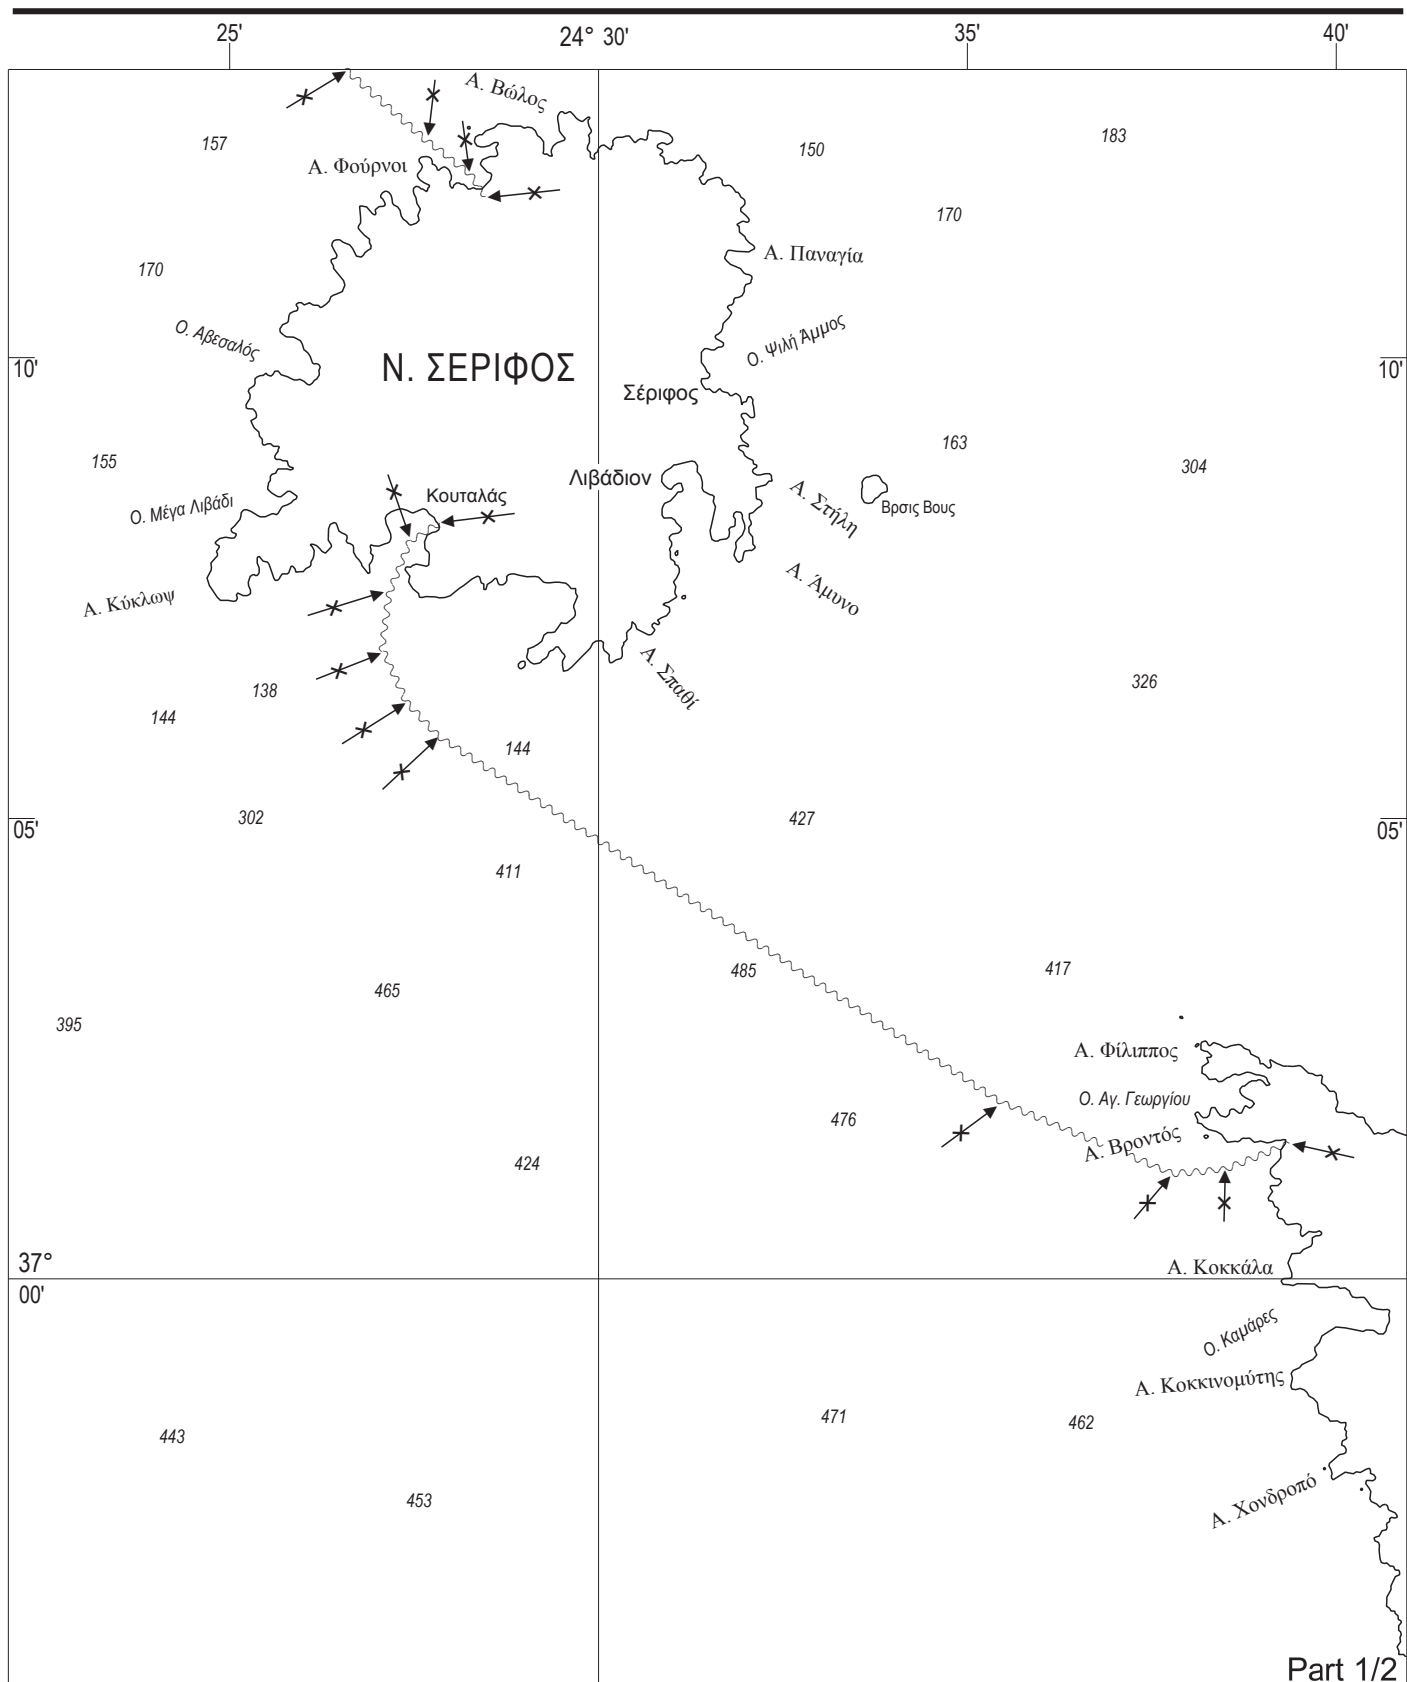 25'
24° 30'
35'
40'
Α. Βώλος
157
150
183
Α. Φούρνοι
170
Α. Παναγία
170
Ο. Αβεσαλός
Ο. Ψιλή Άμμος
10'
Ν. ΣΕΡΙΦΟΣ
10'
Σέριφος
163
155
304
Λιβάδιον
Κουταλάς
Α. Στήλη
Βρσις Βους
Ο. Μέγα Λιβάδι
Α. Άμυνο
Α. Κύκλωψ
Α. Σπαθί
326
138
144
144
302
427
05'
05'
411
485
417
465
395
Α. Φίλιππος
Ο. Αγ. Γεωργίου
476
Α. Βροντός
424
37°
Α. Κοκκάλα
00'
Ο. Καμάρες
Α. Κοκκινομύτης
471
462
443
453
Α. Χονδροπό
Part 1/2